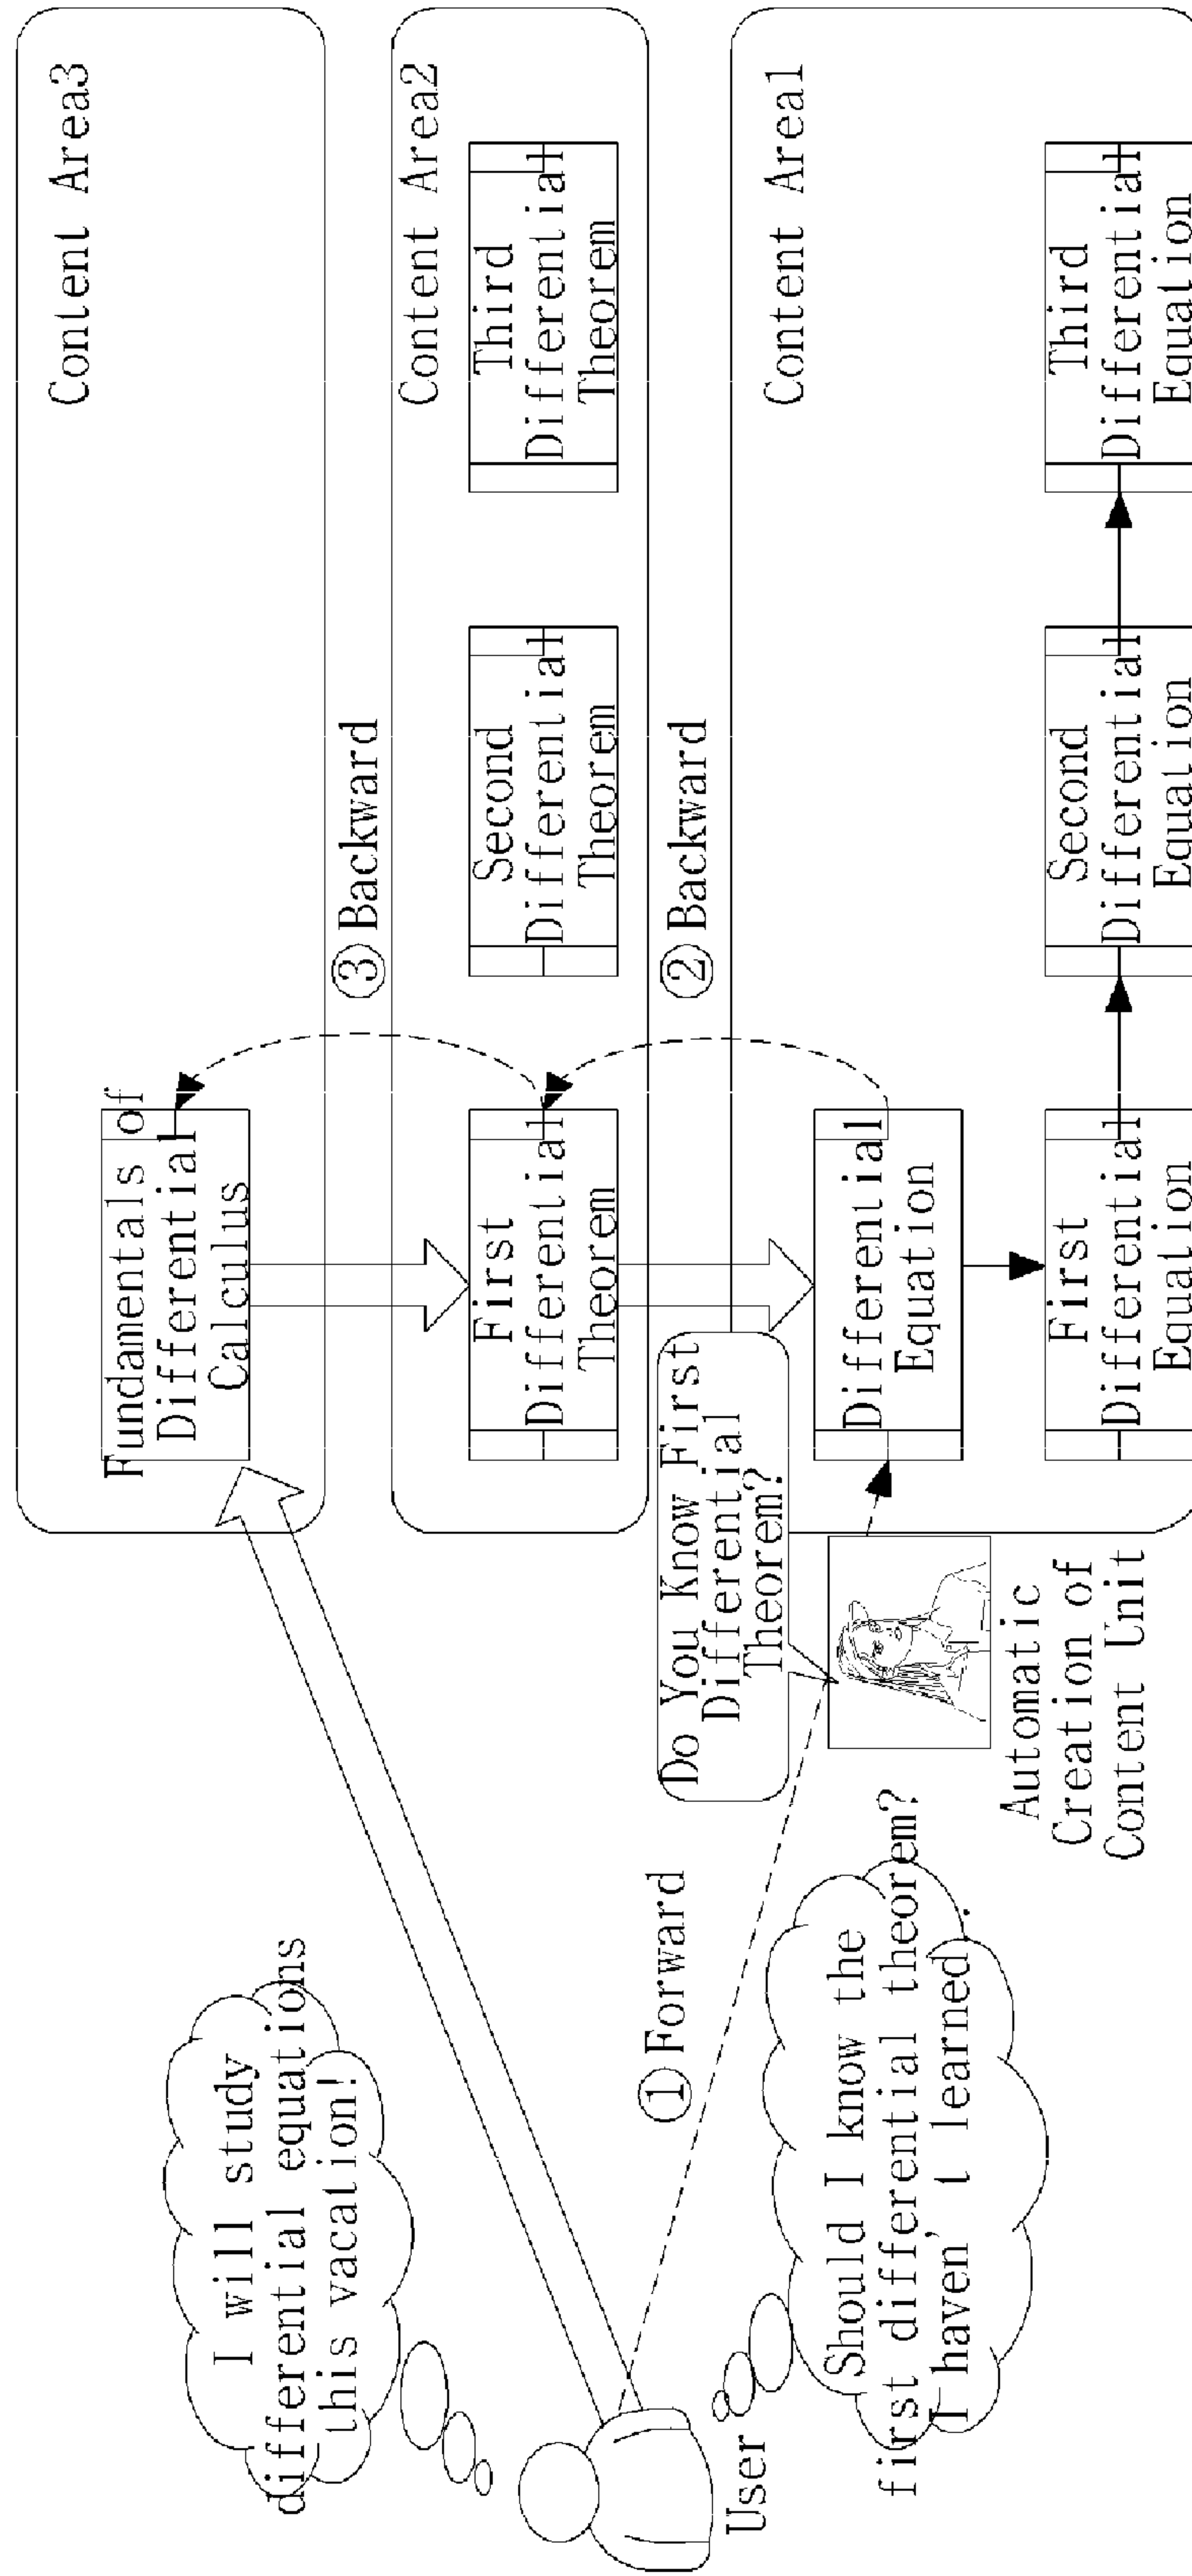 I will study
differential equations
this vacation!
User
Should I know the
first differential theorem?
I haven't learned.
① Forward
Do You Know First
Differential
Theorem?
Automatic
Creation of
Content Unit
Content Area3
Fundamentals of
Differential
Calculus
③ Backward
Content Area2
First
Differential
Theorem
Second
Differential
Theorem
Third
Differential
Theorem
② Backward
Content Area1
Differential
Equation
First
Differential
Equation
Second
Differential
Equation
Third
Differential
Equation